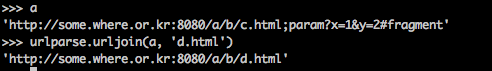 >>> a
'http://some.where.or.kr:8080/a/b/c.html;param?x=1&y=2#fragment'
>>> urlparse.urljoin(a, 'd.html')
'http://some.where.or.kr:8080/a/b/d.html'